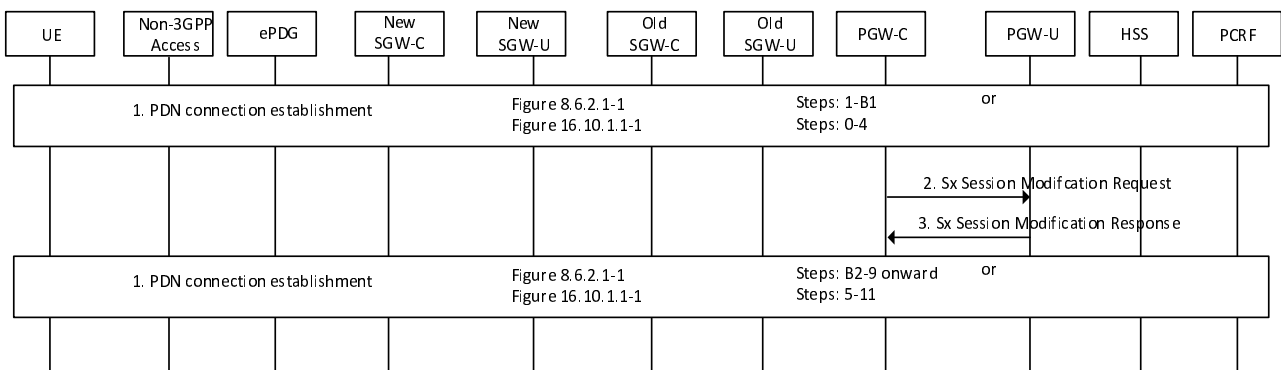 UE
Non-3GPP
Access
ePDG
New
SGW-C
New
SGW-U
Old
SGW-C
Old
SGW-U
PGW-C
PGW-U
HSS
PCRF
1. PDN connection establishment
Figure 8.6.2.1-1
Figure 16.10.1.1-1
Steps: 1-B1
Steps: 0-4
or
2. Sx Session Modifcation Request
3. Sx Session Modification Response
1. PDN connection establishment
Figure 8.6.2.1-1
Figure 16.10.1.1-1
Steps: B2-9 onward
Steps: 5-11
or